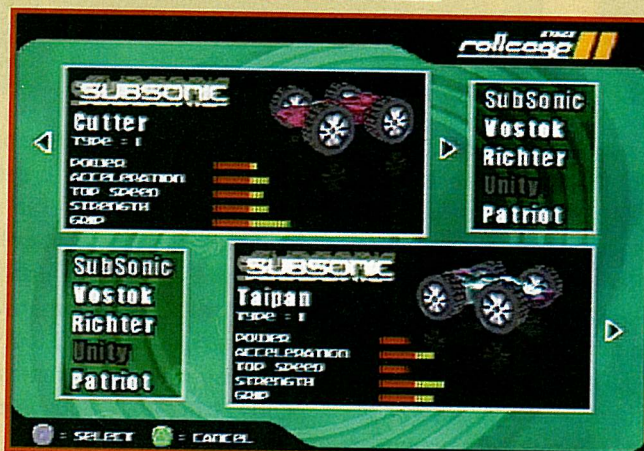 rollcage II
SUBSONIC
Cutter
TYPE = I
POWER
ACCELERATION
TOP SPEED
STRENGTH
GRIP
SubSonic
Vostok
Richter
Unity
Patriot
SubSonic
Vostok
Richter
Unity
Patriot
SUBSONIC
Taipan
TYPE = I
POWER
ACCELERATION
TOP SPEED
STRENGTH
GRIP
= SELECT
= CANCEL